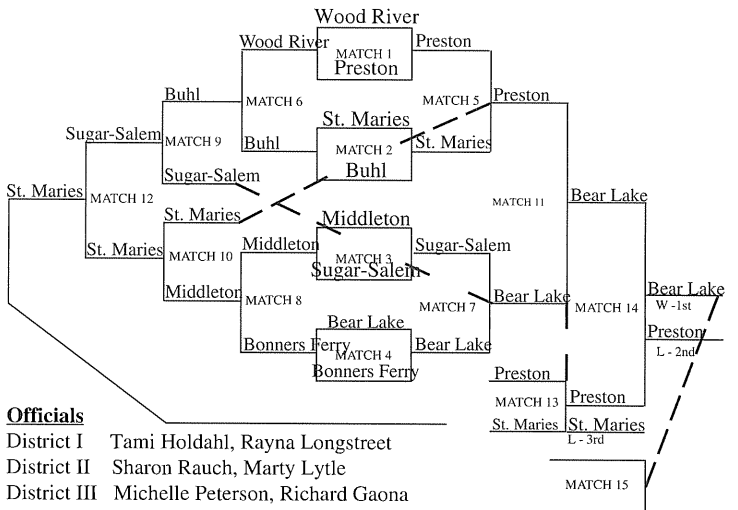 Wood River
Wood River
MATCH 1
Preston
Preston
Buhl
MATCH 6
MATCH 5
Preston
St. Maries
Sugar-Salem
MATCH 9
Buhl
MATCH 2
St. Maries
Buhl
Sugar-Salem
St. Maries
MATCH 12
St. Maries
MATCH 11
Bear Lake
Middleton
St. Maries
MATCH 10
Middleton
MATCH 3
Sugar-Salem
Sugar-Salem
Middleton
MATCH 8
MATCH 7
Bear Lake
MATCH 14
Bear Lake
W -1st
Bear Lake
Bonners Ferry
MATCH 4
Bear Lake
Bonners Ferry
Preston
L - 2nd
Preston
MATCH 13
Preston
St. Maries
St. Maries
L - 3rd
MATCH 15
Officials
District I Tami Holdahl, Rayna Longstreet
District II Sharon Rauch, Marty Lytle
District III Michelle Peterson, Richard Gaona